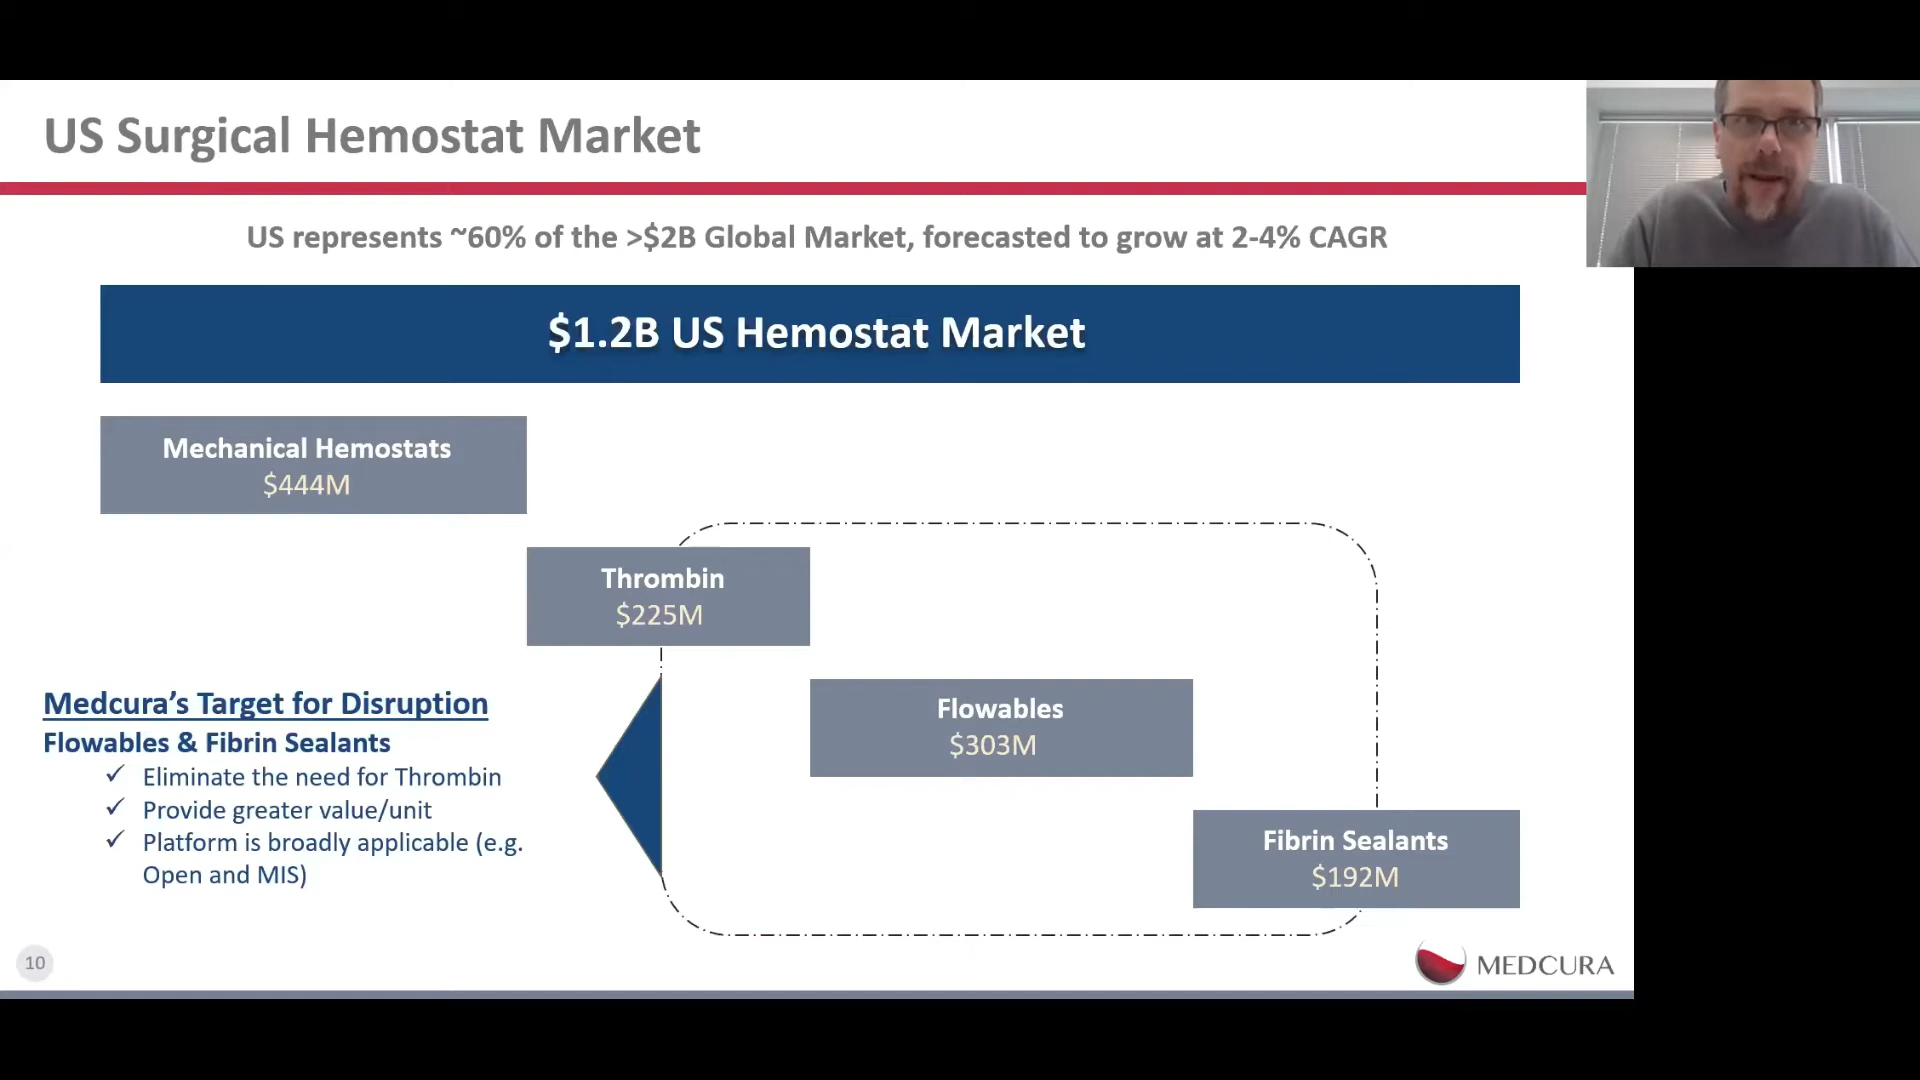 US Surgical Hemostat Market
US represents ~60% of the >$2B Global Market, forecasted to grow at 2-4% CAGR
$1.2B US Hemostat Market
Mechanical Hemostats
$444M
Thrombin
$225M
Flowables
$303M
Fibrin Sealants
$192M
Medcura’s Target for Disruption
Flowables & Fibrin Sealants
✓ Eliminate the need for Thrombin
✓ Provide greater value/unit
✓ Platform is broadly applicable (e.g.
Open and MIS)
10
MEDCURA